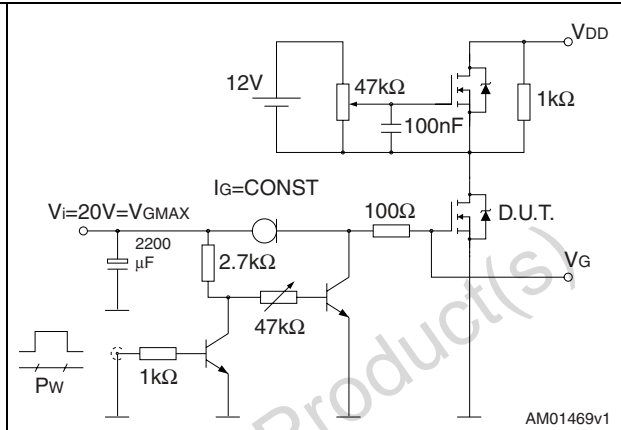 VDD
12V
47kΩ
1kΩ
100nF
IG=CONST
Vi=20V=VGMAX
100Ω
D.U.T.
2200
μF
2.7kΩ
VG
47kΩ
1kΩ
PW
Product(s)
AM01469v1